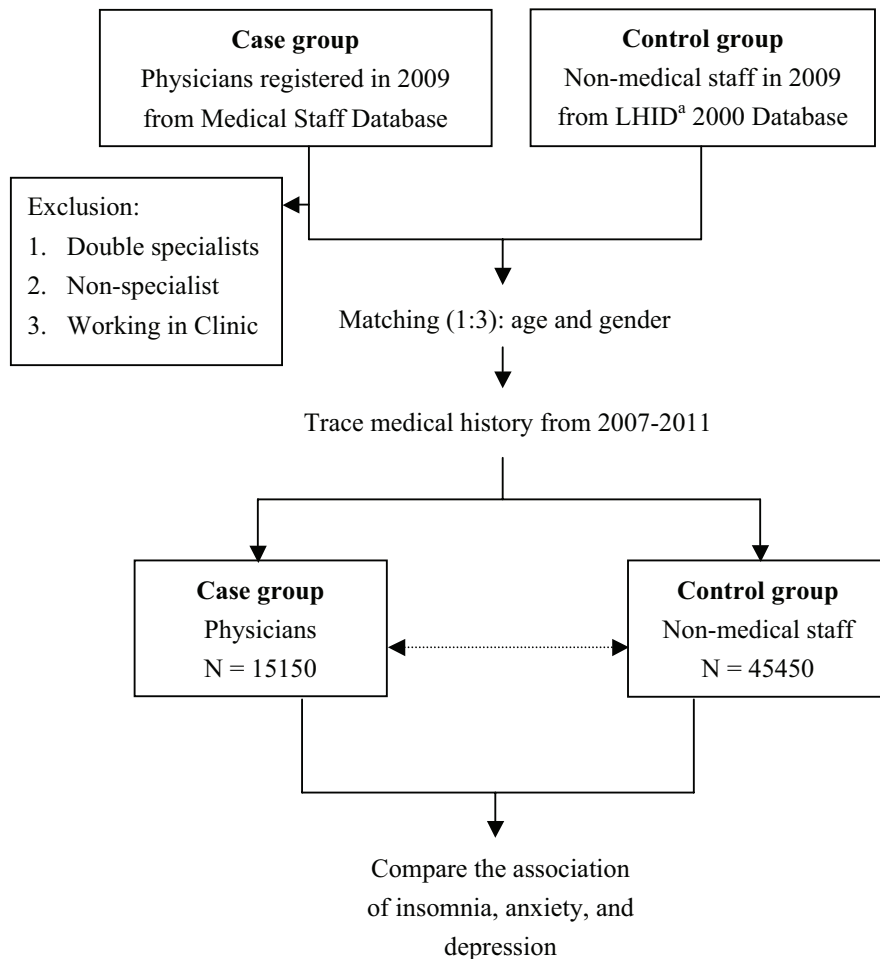 Case group
Physicians registered in 2009
from Medical Staff Database
Control group
Non-medical staff in 2009
from LHIDᵃ 2000 Database
Exclusion:
1. Double specialists
2. Non-specialist
3. Working in Clinic
Matching (1:3): age and gender
Trace medical history from 2007-2011
Case group
Physicians
N = 15150
Control group
Non-medical staff
N = 45450
Compare the association
of insomnia, anxiety, and
depression